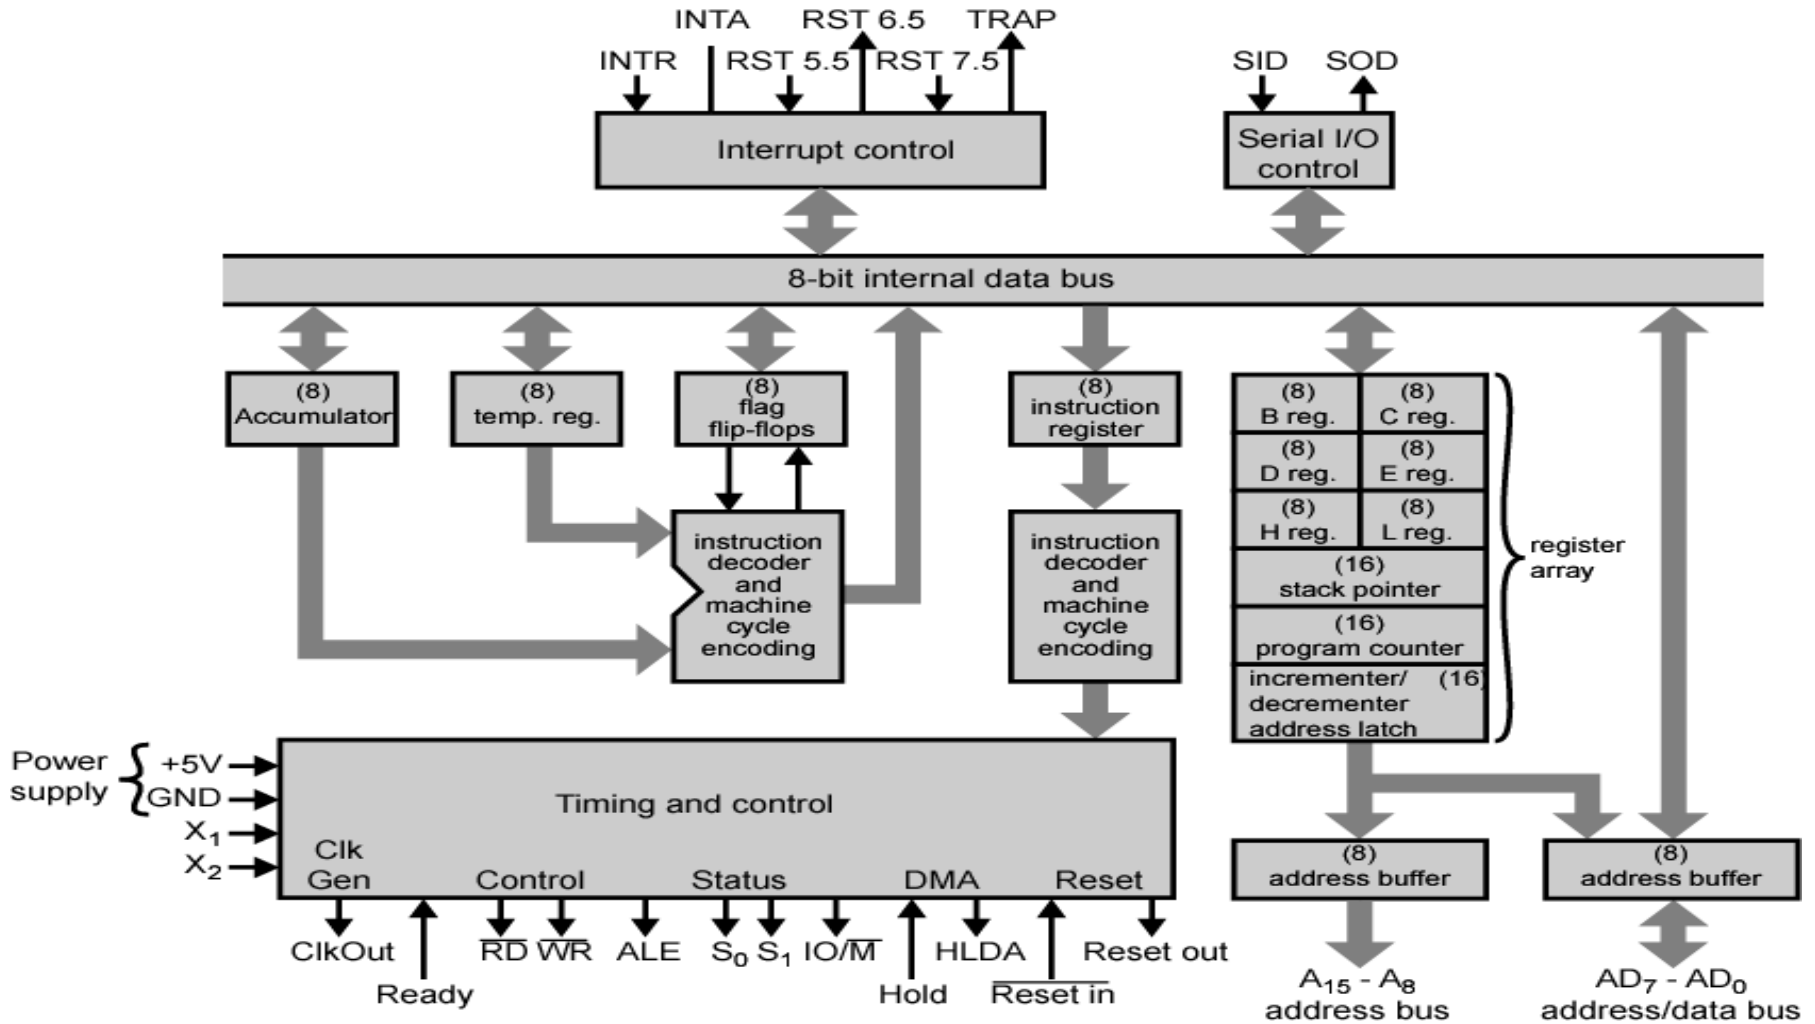 INTA RST 6.5 TRAP
INTR RST 5.5 RST 7.5 SID SOD
Interrupt control
Serial I/O
control
8-bit internal data bus
(8)
Accumulator
(8)
temp. reg.
(8)
flag
flip-flops
(8)
instruction
register
(8)
B reg.
(8)
C reg.
(8)
D reg.
(8)
E reg.
(8)
H reg.
(8)
L reg.
(16)
stack pointer
(16)
program counter
incrementer/ (16)
decrementer
address latch
register
array
instruction
decoder
and
machine
cycle
encoding
instruction
decoder
and
machine
cycle
encoding
Power
supply
+5V
GND
X₁
X₂
Timing and control
Clk
Gen
Control
Status
DMA
Reset
ClkOut
Ready
R̅D̅
W̅R̅
ALE
S₀ S₁ IO/M̅
Hold
HLDA
R̅e̅s̅e̅t̅ i̅n̅
Reset out
(8)
address buffer
(8)
address buffer
A₁₅ - A₈
address bus
AD₇ - AD₀
address/data bus